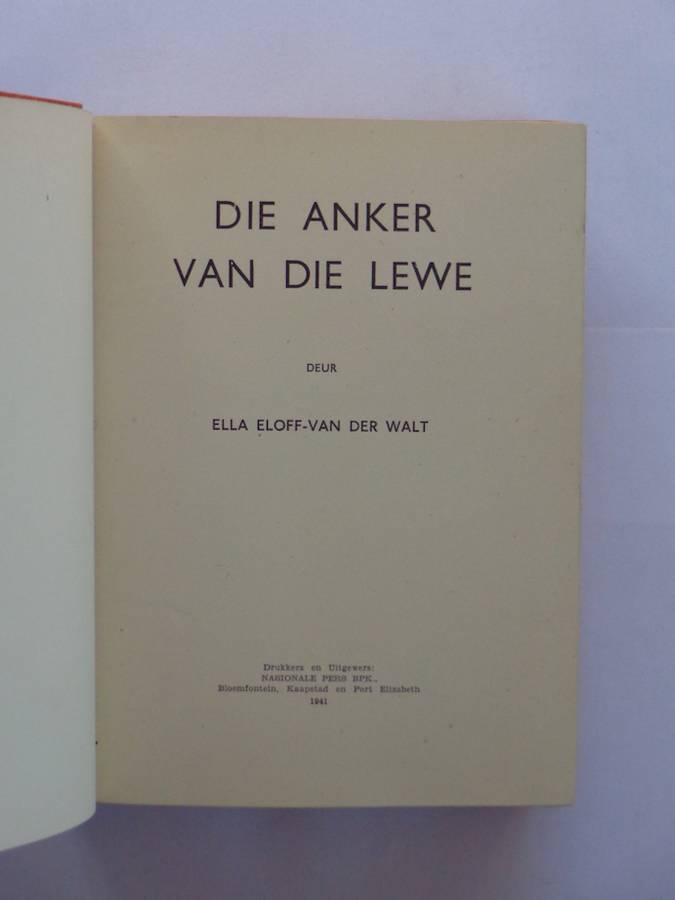 DIE ANKER
VAN DIE LEWE
DEUR
ELLA ELOFF-VAN DER WALT
Drukkers en Uitgewers:
NASIONALE PERS BPK.,
Bloemfontein, Kaapstad en Port Elizabeth
1941